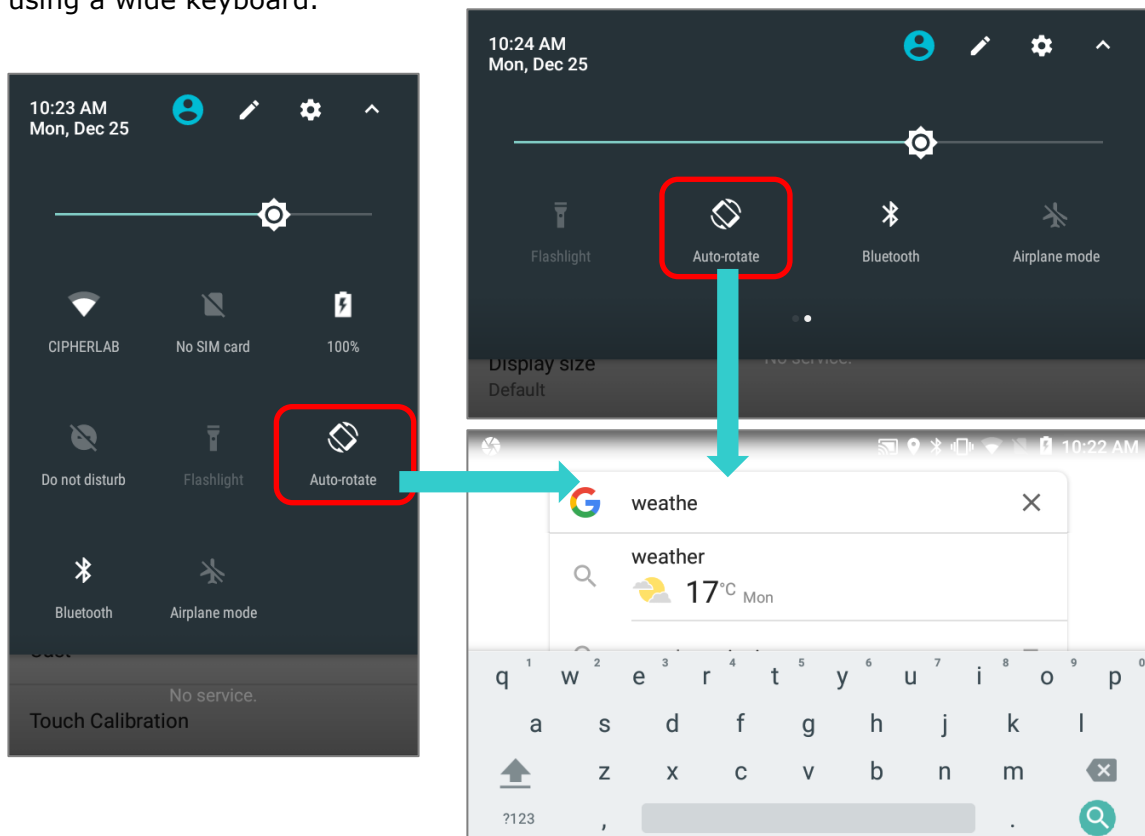 using a wide keyboard.
10:23 AM
Mon, Dec 25
CIPHERLAB No SIM card 100%
Do not disturb Flashlight Auto-rotate
Bluetooth Airplane mode
No service.
Touch Calibration
10:24 AM
Mon, Dec 25
Flashlight Auto-rotate Bluetooth Airplane mode
Display size No service.
Default
10:22 AM
G weathe
weather
17°C Mon
q 1 w 2 e 3 r 4 t 5 y 6 u 7 i 8 o 9 p 0
a s d f g h j k l
z x c v b n m
?123 , .